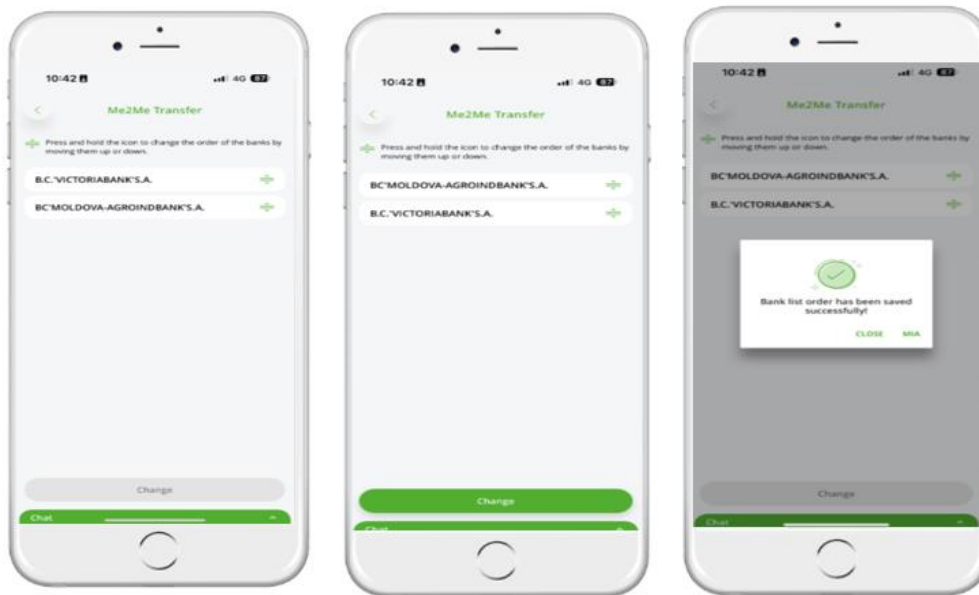 10:42
4G 87
Me2Me Transfer
Press and hold the icon to change the order of the banks by
moving them up or down.
B.C.'VICTORIABANK'S.A.
BC'MOLDOVA-AGROINDBANK'S.A.
Change
Chat
10:42
4G 87
Me2Me Transfer
Press and hold the icon to change the order of the banks by
moving them up or down.
BC'MOLDOVA-AGROINDBANK'S.A.
B.C.'VICTORIABANK'S.A.
Change
Chat
10:42
4G 87
Me2Me Transfer
Press and hold the icon to change the order of the banks by
moving them up or down.
BC'MOLDOVA-AGROINDBANK'S.A.
B.C.'VICTORIABANK'S.A.
Bank list order has been saved
successfully!
CLOSE MIA
Change
Chat